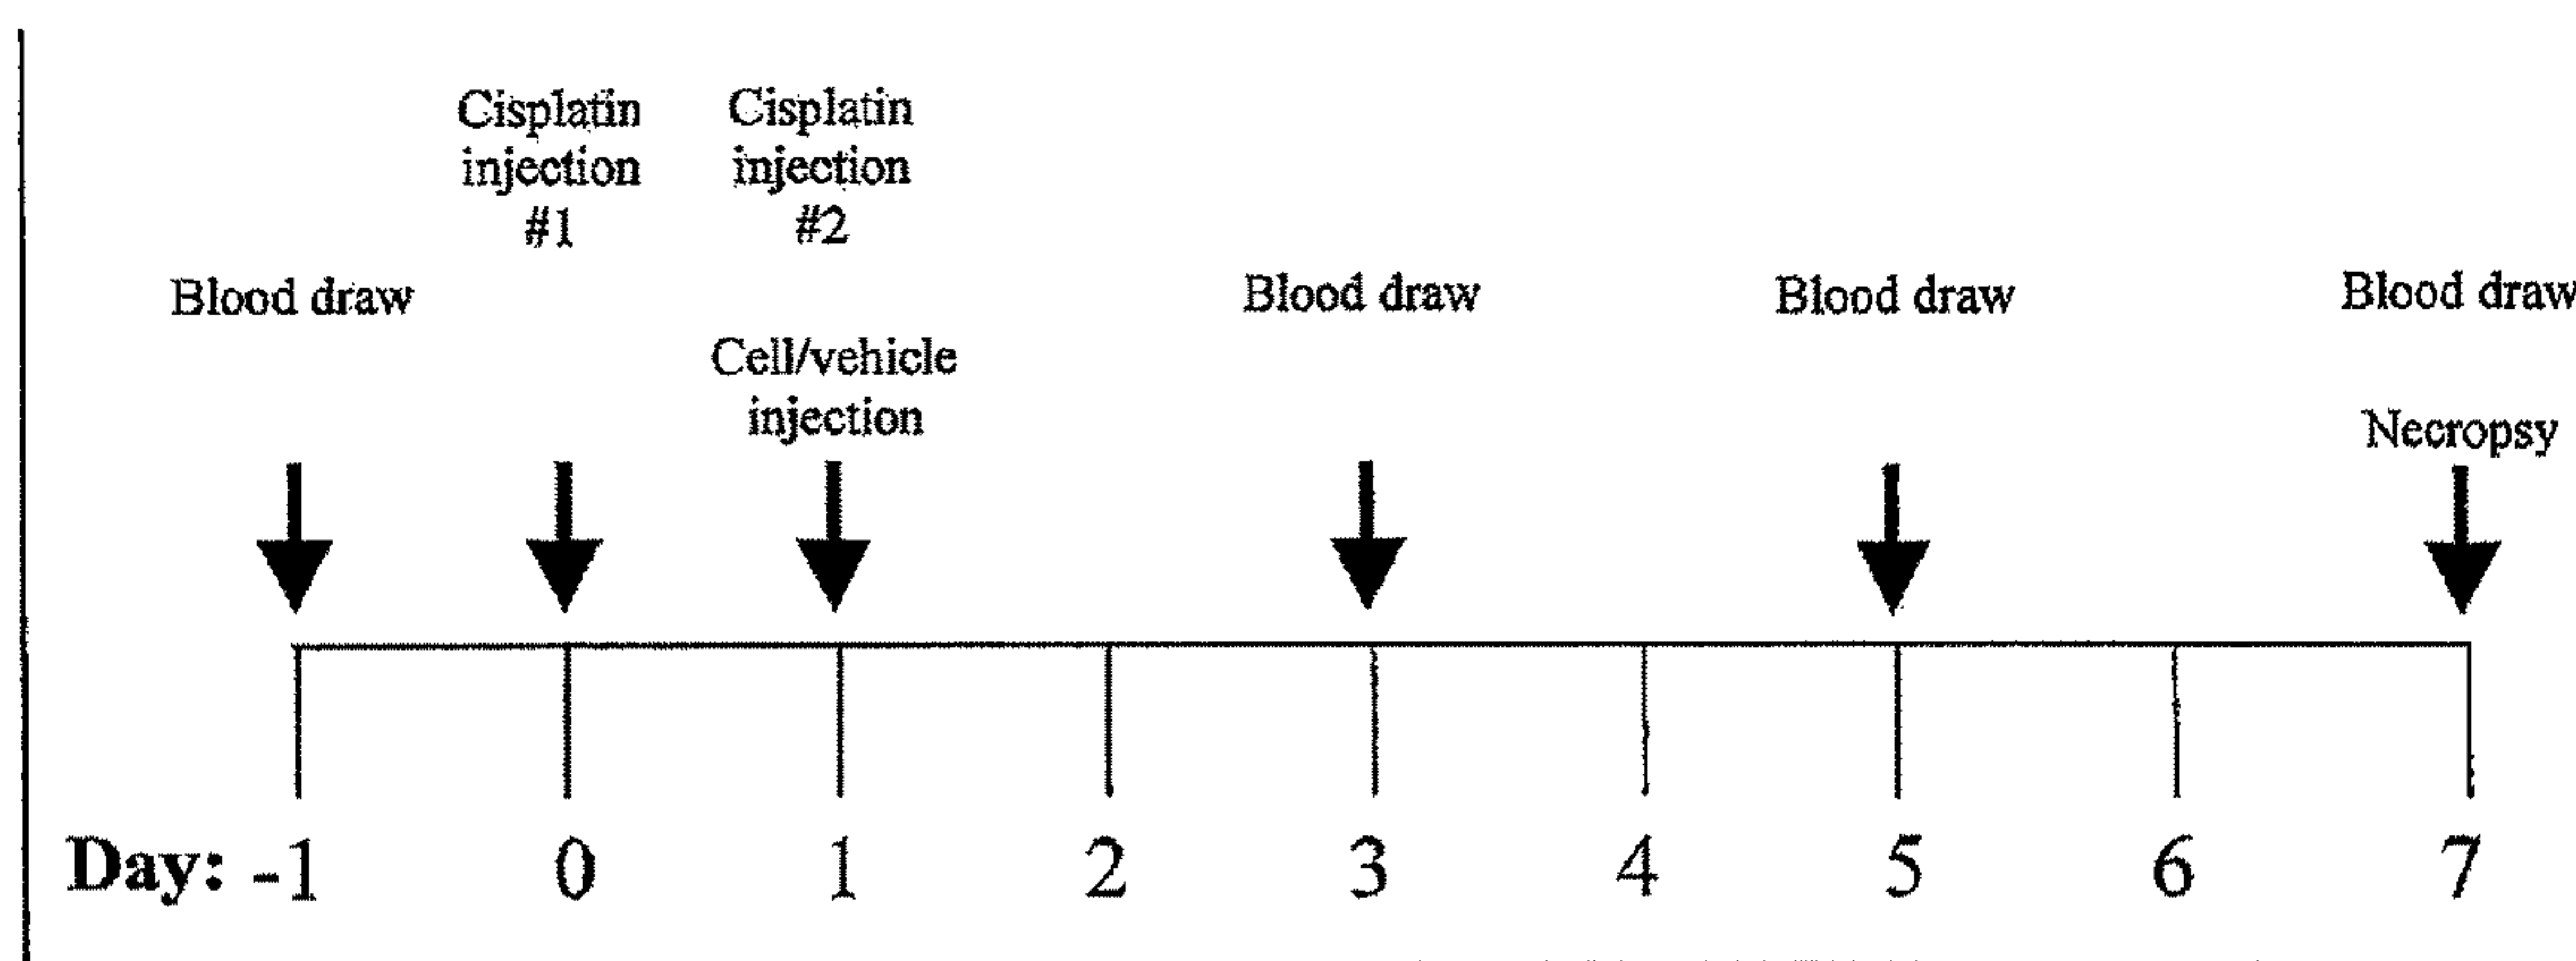 Cisplatin
injection
#1
Cisplatin
injection
#2
Blood draw
Cell/vehicle
injection
Blood draw
Blood draw
Blood draw
Necropsy
Day: -1 0 1 2 3 4 5 6 7